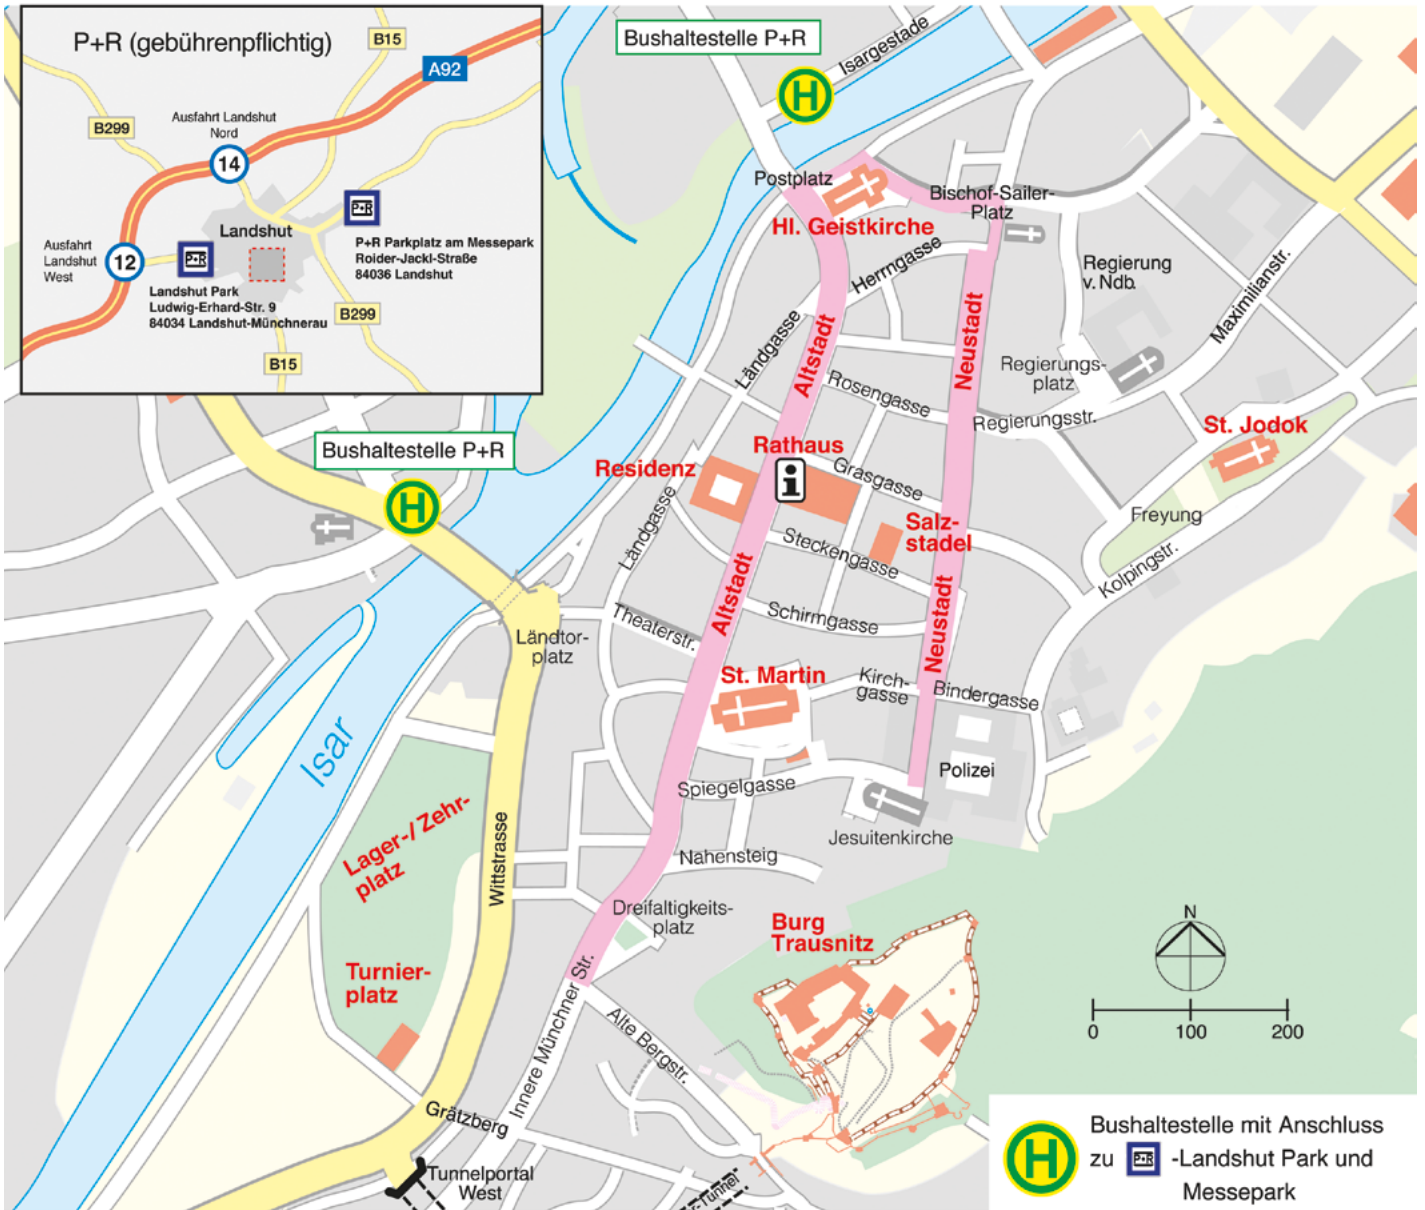 P+R (gebührenpflichtig)
B15
A92
B299
Ausfahrt Landshut
Nord
14
P+R
Landshut
Ausfahrt
Landshut
West
12
P+R
P+R Parkplatz am Messepark
Roider-Jackl-Straße
84036 Landshut
Landshut Park
Ludwig-Erhard-Str. 9
84034 Landshut-Münchnerau
B299
B15
Bushaltestelle P+R
H
Isargestade
Postplatz
Hl. Geistkirche
Bischof-Sailer-
Platz
Herrngasse
Regierung
v. Ndb.
Maximilianstr.
Ländgasse
Altstadt
Neustadt
Regierungs-
platz
Rosengasse
Regierungsstr.
St. Jodok
Bushaltestelle P+R
H
Rathaus
i
Residenz
Grasgasse
Ländgasse
Salz-
stadel
Freyung
Kolpingstr.
Steckengasse
Altstadt
Neustadt
Schirmgasse
Theaterstr.
Ländtor-
platz
St. Martin
Kirch-
gasse
Bindergasse
Isar
Polizei
Spiegelgasse
Jesuitenkirche
Lager-/ Zehr-
platz
Wittstrasse
Nahensteig
Dreifaltigkeits-
platz
Burg
Trausnitz
Turnier-
platz
Innere Münchner Str.
Alte Bergstr.
Grätzberg
Tunnelportal
West
r-Tunnel
N
0 100 200
H
Bushaltestelle mit Anschluss
zu P+R -Landshut Park und
Messepark